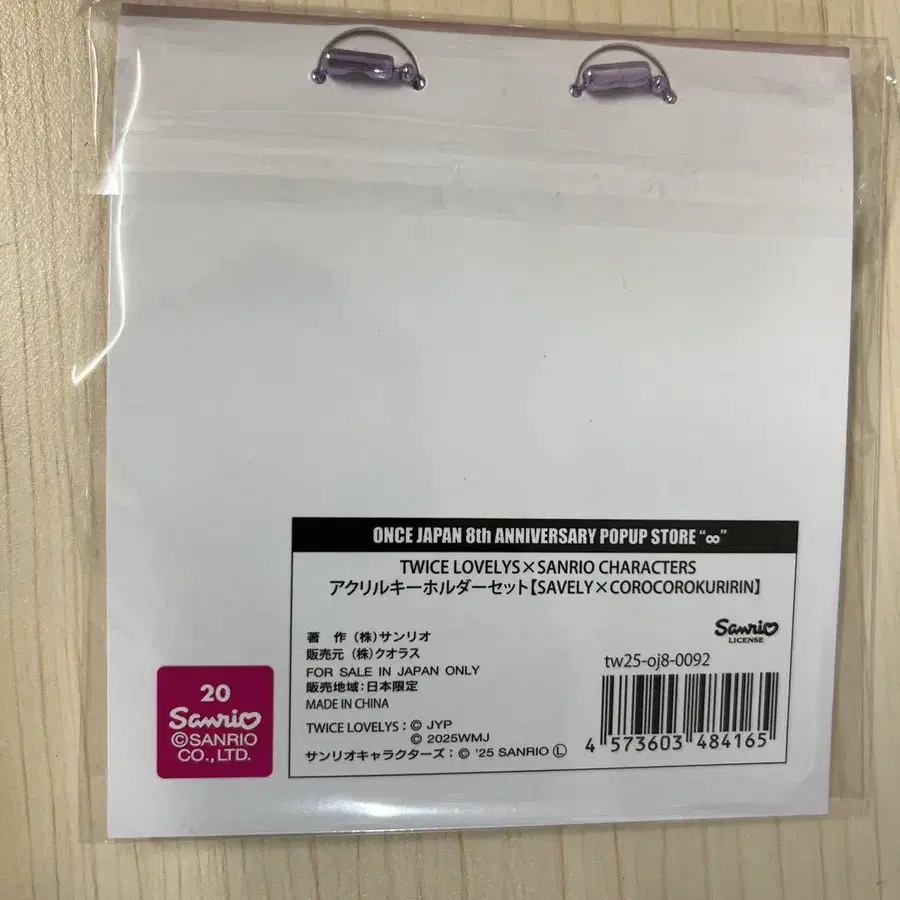 ONCE JAPAN 8th ANNIVERSARY POPUP STORE "∞"
TWICE LOVELYS×SANRIO CHARACTERS
アクリルキーホルダーセット【SAVELY×COROCOROKURIRIN】
著 作 (株)サンリオ
販売元 (株)クオラス
FOR SALE IN JAPAN ONLY
販売地域:日本限定
MADE IN CHINA
TWICE LOVELYS : © JYP
© 2025WMJ
サンリオキャラクターズ : © '25 SANRIO Ⓛ
Sanrio
LICENSE
tw25-oj8-0092
4 573603 484165
20
Sanrio
©SANRIO
CO.,LTD.